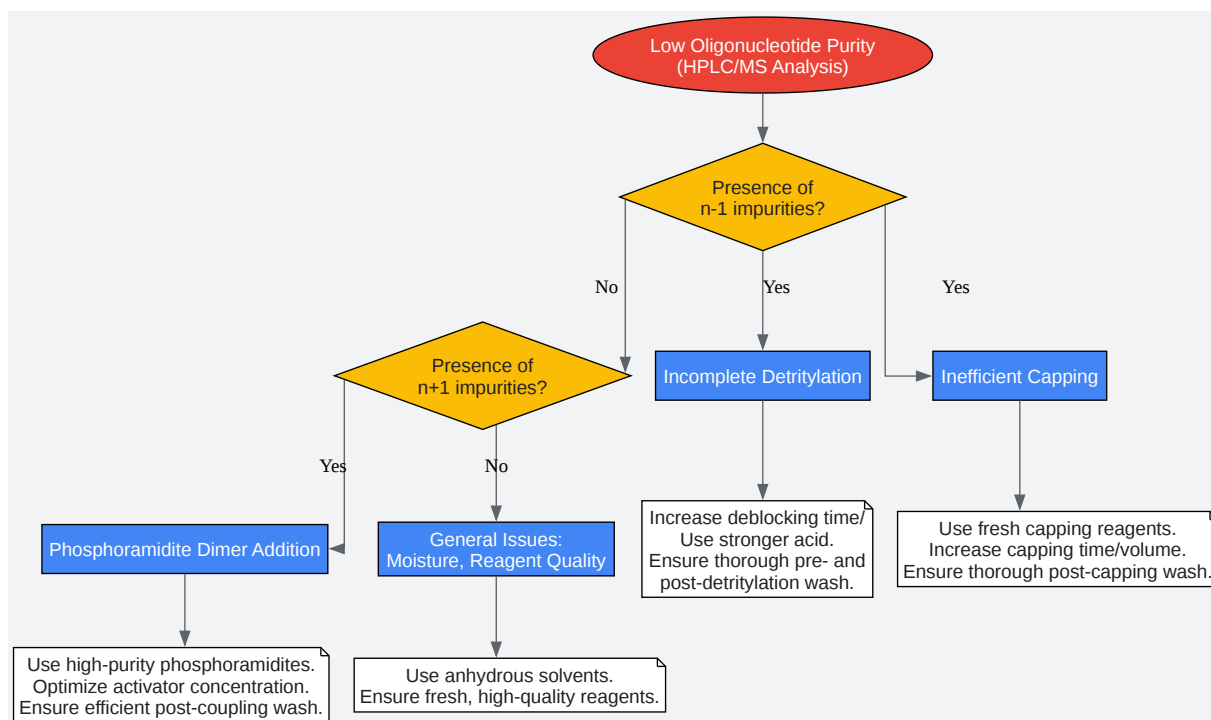 Low Oligonucleotide Purity
(HPLC/MS Analysis)
Presence of
n-1 impurities?
No
Yes
Yes
Presence of
n+1 impurities?
Incomplete Detritylation
Inefficient Capping
Yes
No
Increase deblocking time/
Use stronger acid.
Ensure thorough pre- and
post-detritylation wash.
Use fresh capping reagents.
Increase capping time/volume.
Ensure thorough post-capping wash.
Phosphoramidite Dimer Addition
General Issues:
Moisture, Reagent Quality
Use high-purity phosphoramidites.
Optimize activator concentration.
Ensure efficient post-coupling wash.
Use anhydrous solvents.
Ensure fresh, high-quality reagents.